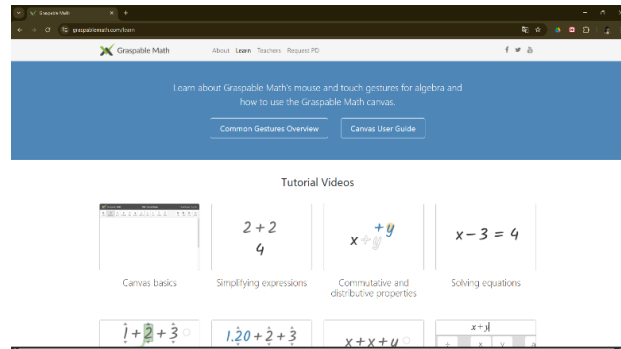 Graspable Math
graspablemath.com/learn
Graspable Math
About Learn Teachers Request PD
Learn about Graspable Math's mouse and touch gestures for algebra and
how to use the Graspable Math canvas.
Common Gestures Overview
Canvas User Guide
Tutorial Videos
2 + 2
4
x + y + y
x − 3 = 4
Canvas basics
Simplifying expressions
Commutative and
distributive properties
Solving equations
1 + 2 + 3
1.20 + 2 + 3
x + x + y
x + y
+ x y